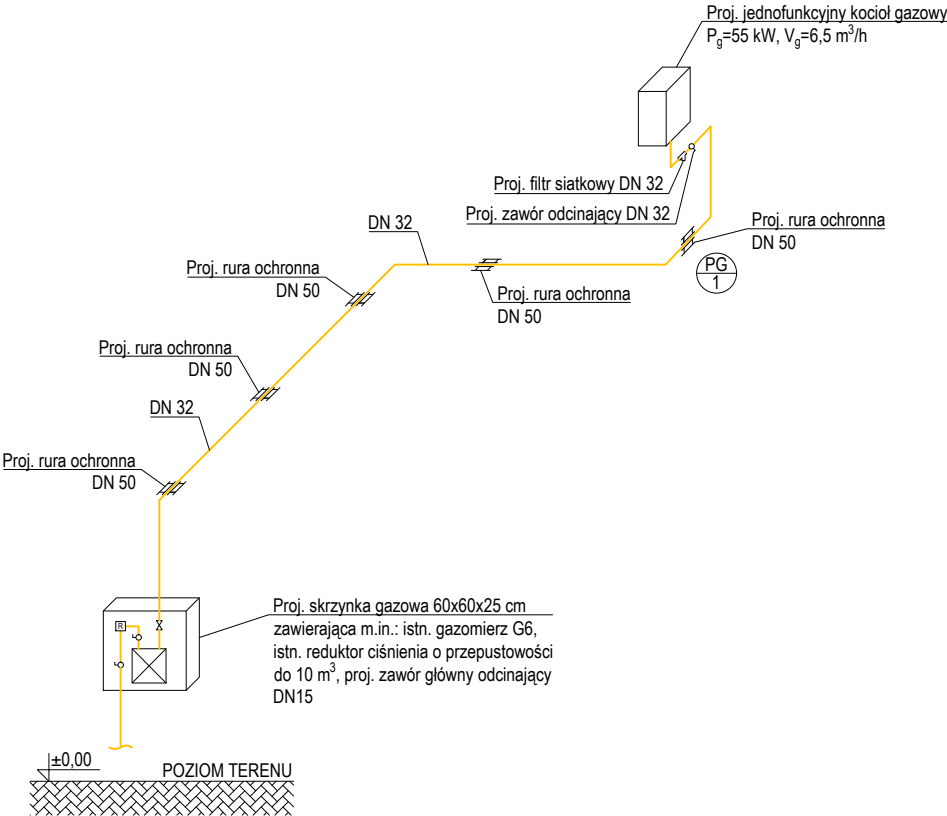 Proj. jednofunkcyjny kocioł gazowy
P_g=55 kW, V_g=6,5 m³/h
Proj. filtr siatkowy DN 32
Proj. zawór odcinający DN 32
DN 32
Proj. rura ochronna
DN 50
PG
1
Proj. rura ochronna
DN 50
Proj. rura ochronna
DN 50
Proj. rura ochronna
DN 50
DN 32
Proj. rura ochronna
DN 50
Proj. skrzynka gazowa 60x60x25 cm
zawierająca m.in.: istn. gazomierz G6,
istn. reduktor ciśnienia o przepustowości
do 10 m³, proj. zawór główny odcinający
DN15
R
±0,00
POZIOM TERENU